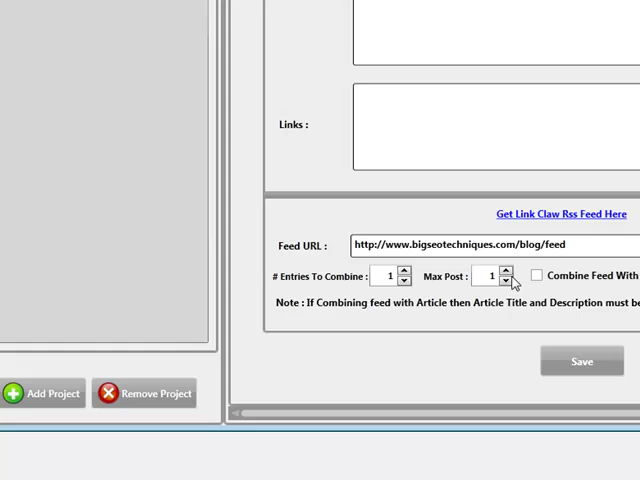 Links :
Get Link Claw Rss Feed Here
Feed URL : http://www.bigseotechniques.com/blog/feed
# Entries To Combine : 1 Max Post : 1 Combine Feed With
Note : If Combining feed with Article then Article Title and Description must be
Save
Add Project Remove Project